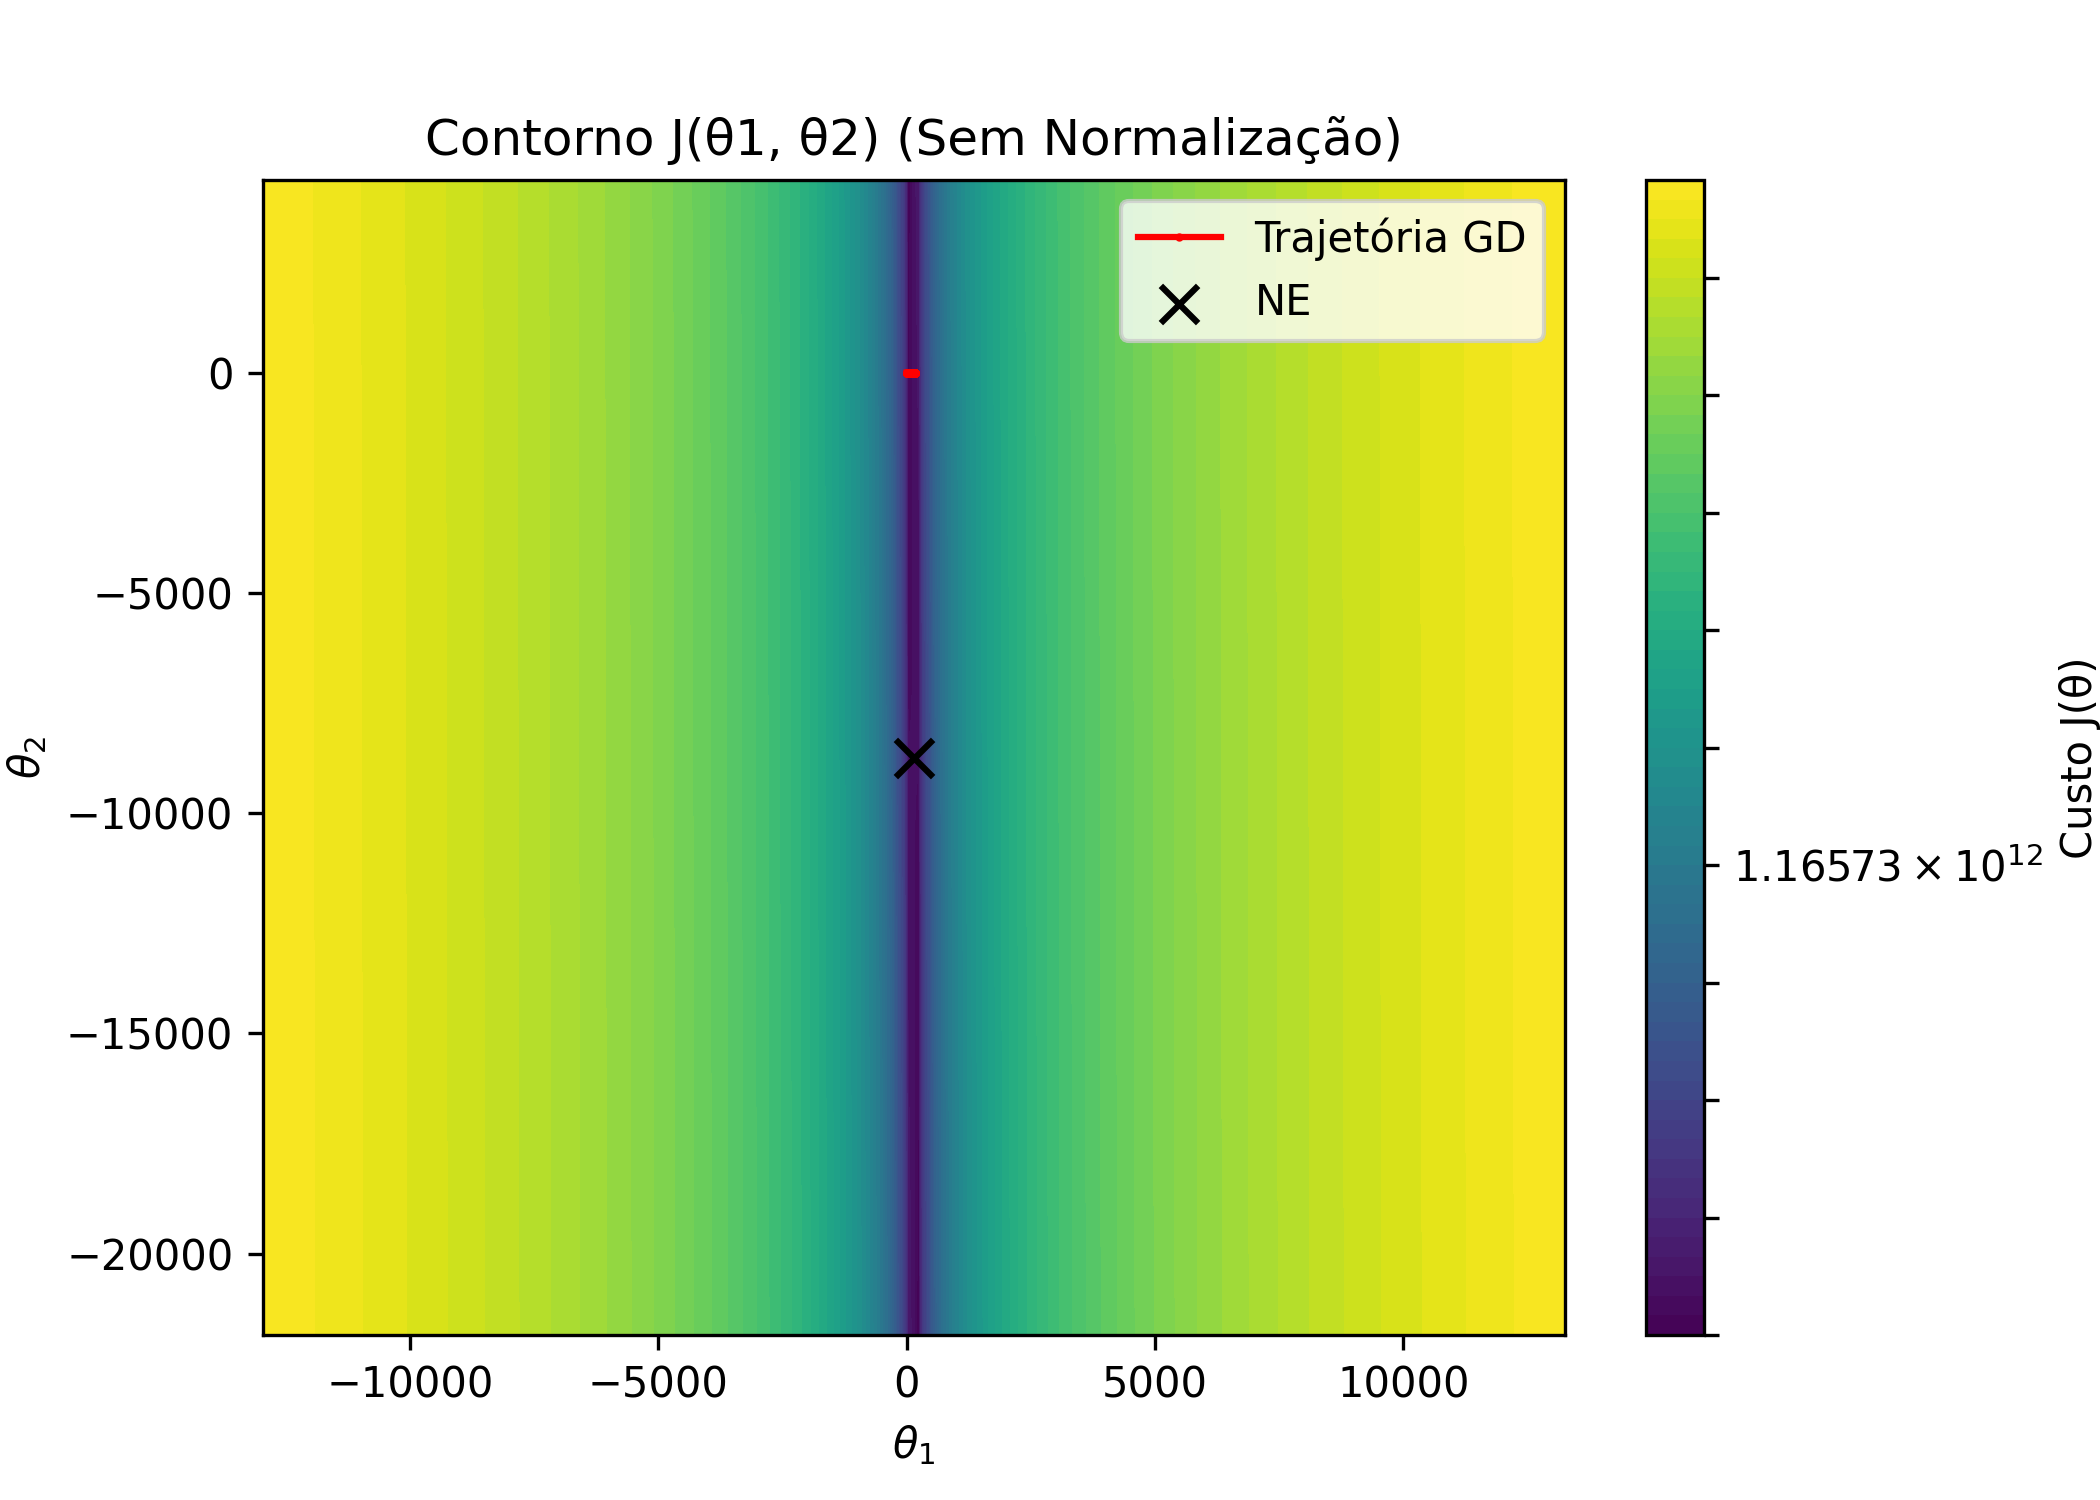 Contorno J(θ1, θ2) (Sem Normalização)
Trajetória GD
NE
0
−5000
−10000
−15000
−20000
θ₂
−10000
−5000
0
5000
10000
θ₁
1.16573 × 10¹²
Custo J(θ)